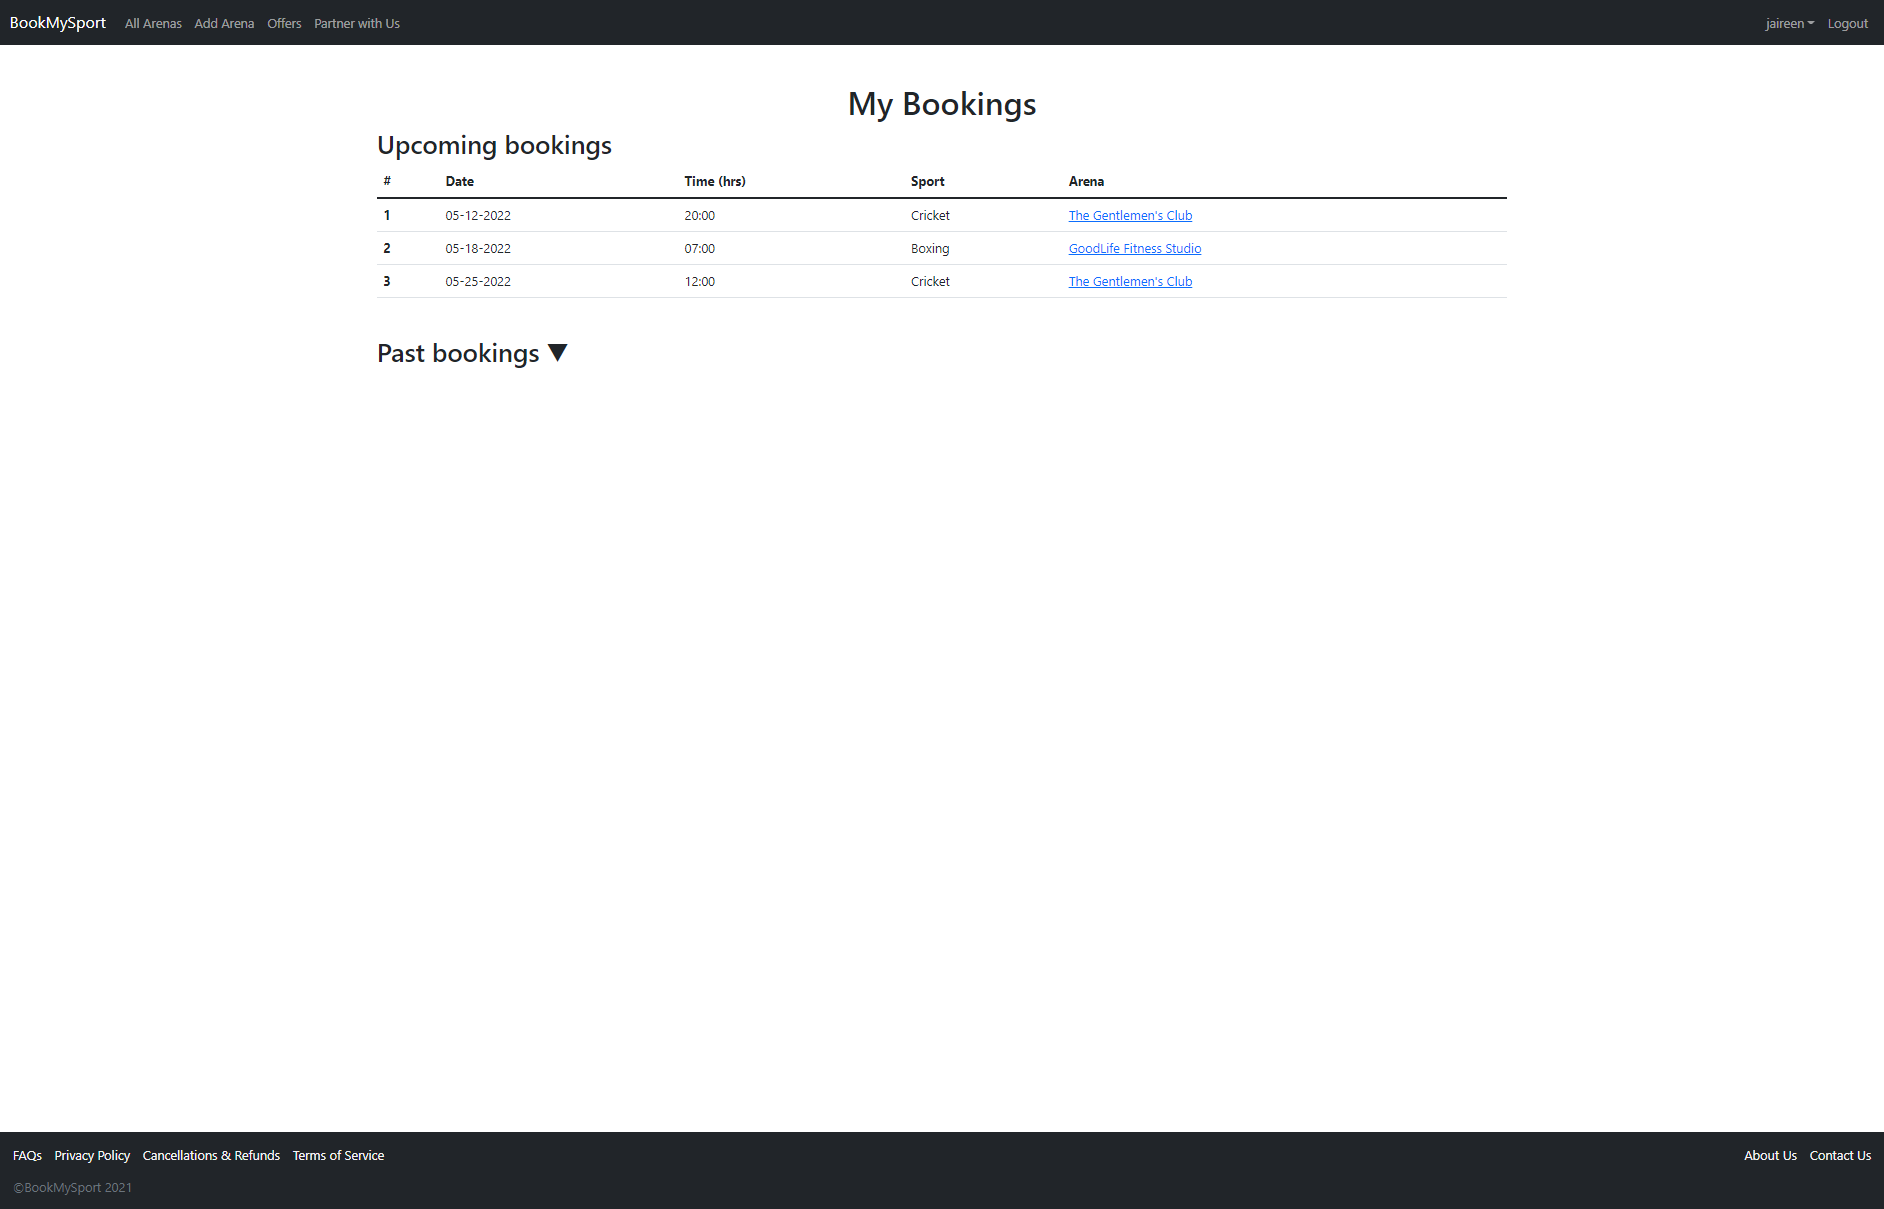 BookMySport All Arenas Add Arena Offers Partner with Us jaireen Logout
My Bookings
Upcoming bookings
# Date Time (hrs) Sport Arena
1 05-12-2022 20:00 Cricket The Gentlemen's Club
2 05-18-2022 07:00 Boxing GoodLife Fitness Studio
3 05-25-2022 12:00 Cricket The Gentlemen's Club
Past bookings ▼
FAQs Privacy Policy Cancellations & Refunds Terms of Service About Us Contact Us
©BookMySport 2021